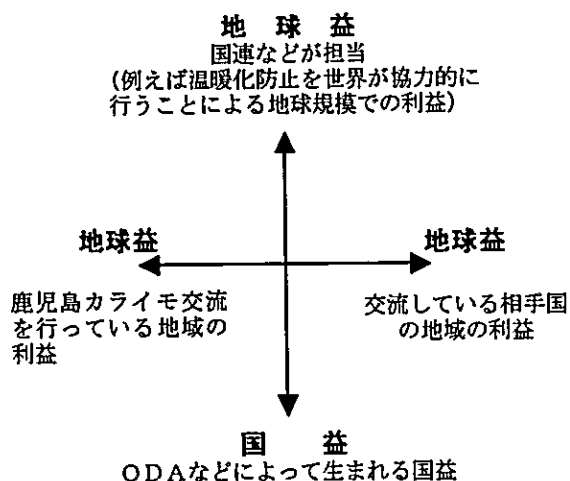 地球益
国連などが担当
(例えば温暖化防止を世界が協力的に
行うことによる地球規模での利益)
地球益
地球益
鹿児島カライモ交流
を行っている地域の
利益
交流している相手国
の地域の利益
国益
ODAなどによって生まれる国益